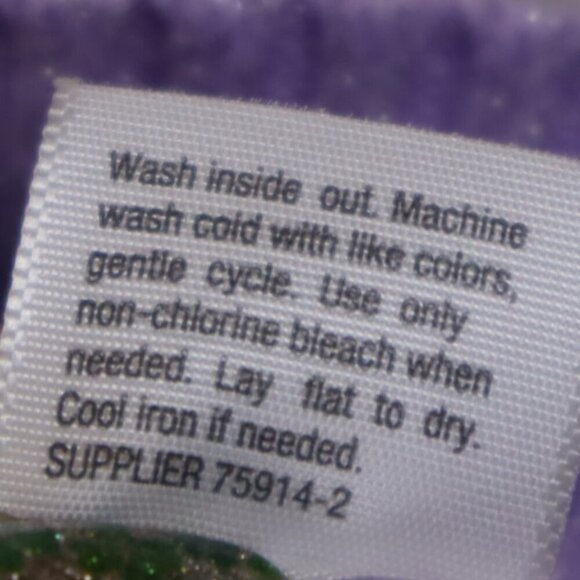 Wash inside out. Machine
wash cold with like colors,
gentle cycle. Use only
non-chlorine bleach when
needed. Lay flat to dry.
Cool iron if needed.
SUPPLIER 75914-2